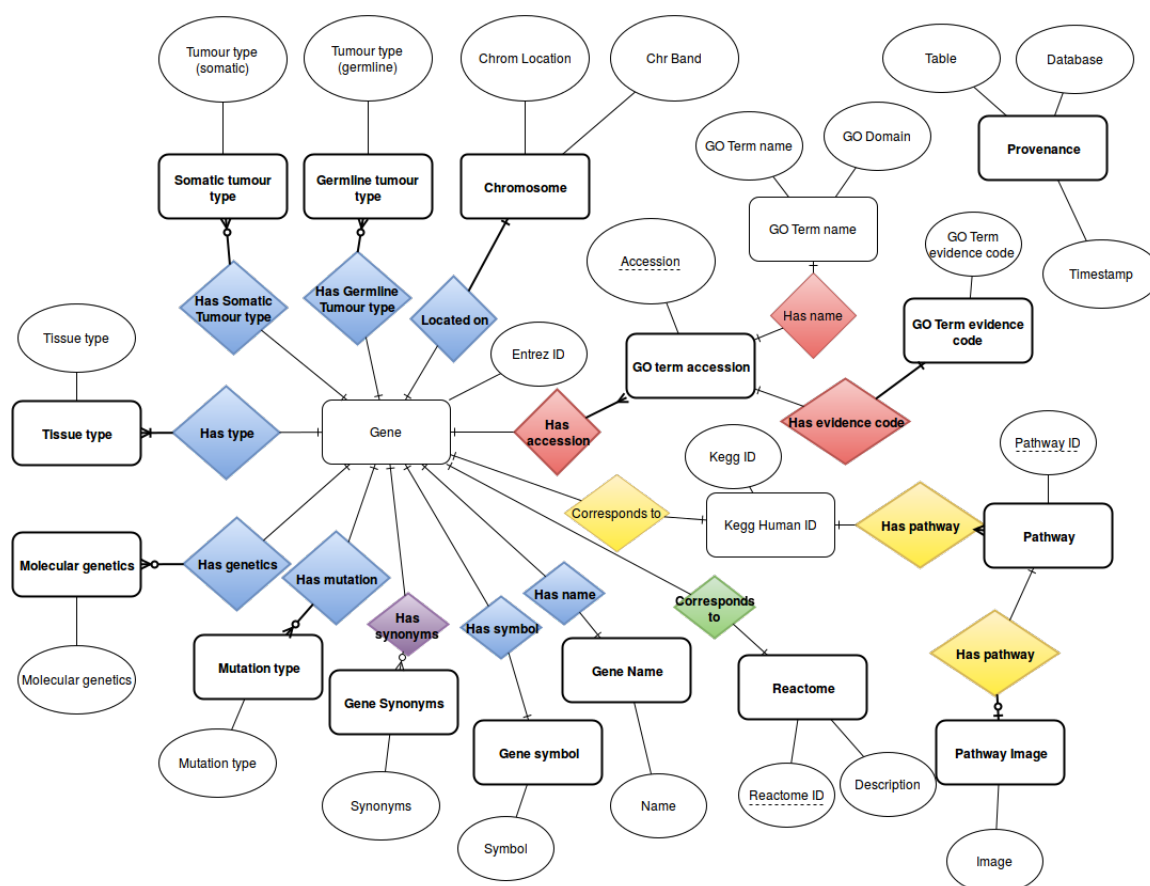 Tumour type
(somatic)
Tumour type
(germline)
Chrom Location
Chr Band
Table
Database
GO Term name
GO Domain
Provenance
Somatic tumour
type
Germline tumour
type
Chromosome
GO Term name
GO Term
evidence code
Timestamp
Accession
Has Somatic
Tumour type
Has Germline
Tumour type
Located on
Has name
GO Term evidence
code
Tissue type
Entrez ID
GO term accession
Tissue type
Has type
Gene
Has
accession
Has evidence code
Kegg ID
Pathway ID
Corresponds to
Kegg Human ID
Has pathway
Pathway
Molecular genetics
Has genetics
Has mutation
Has name
Corresponds
to
Has
synonyms
Has symbol
Has pathway
Molecular genetics
Mutation type
Gene Synonyms
Gene Name
Reactome
Gene symbol
Pathway Image
Mutation type
Synonyms
Name
Reactome ID
Description
Symbol
Image